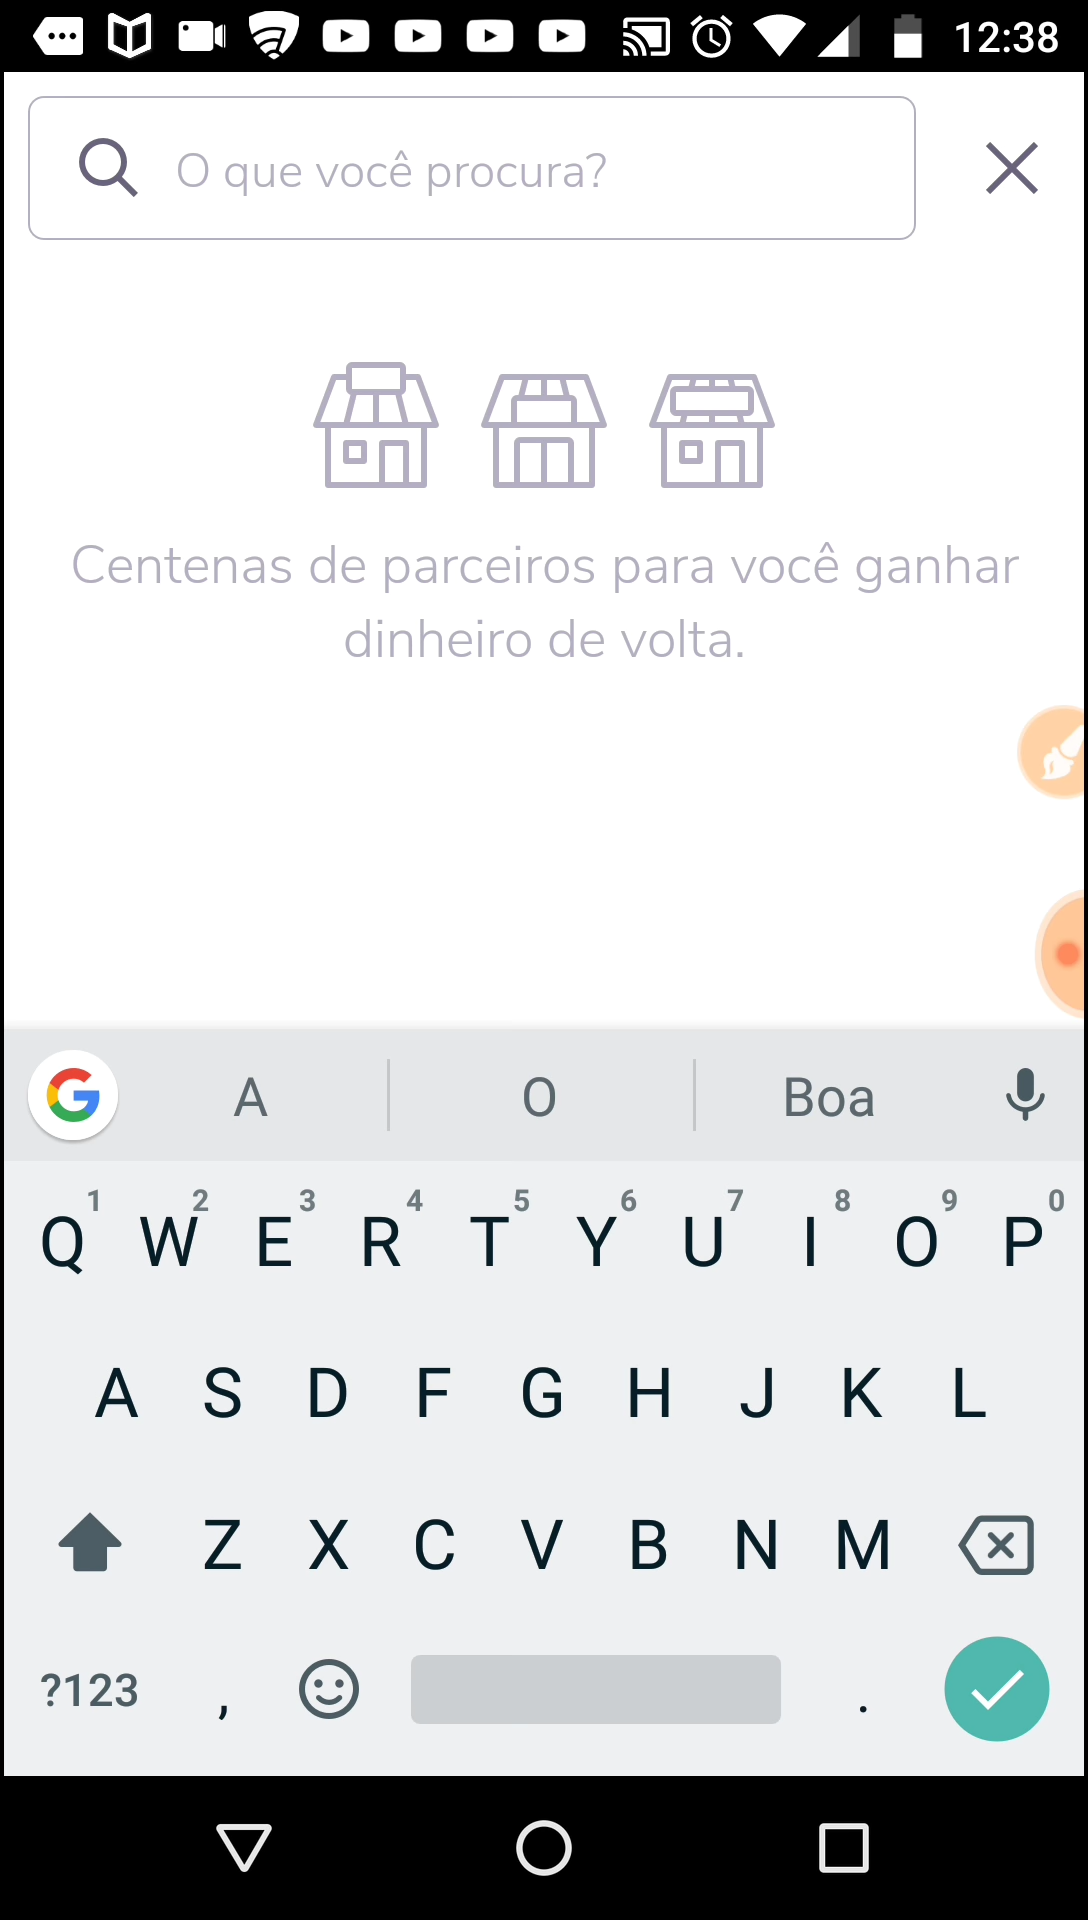 12:38
O que você procura?
Centenas de parceiros para você ganhar
dinheiro de volta.
A O Boa
1 2 3 4 5 6 7 8 9 0
Q W E R T Y U I O P
A S D F G H J K L
Z X C V B N M
?123 , .